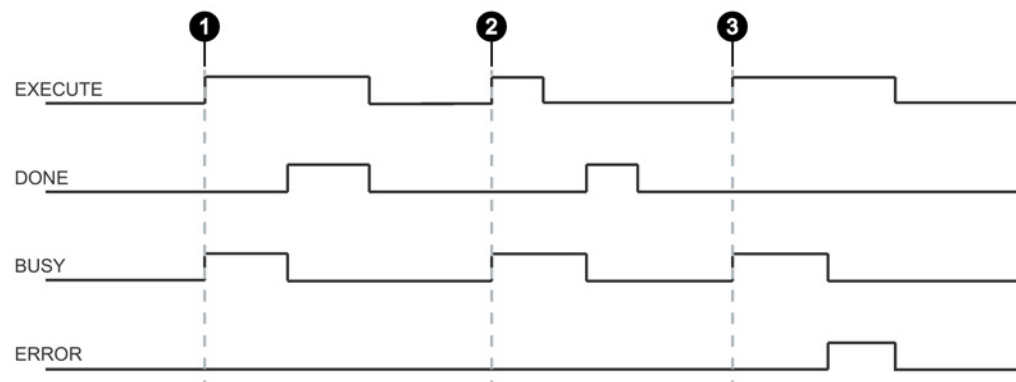 1 2 3
EXECUTE
DONE
BUSY
ERROR